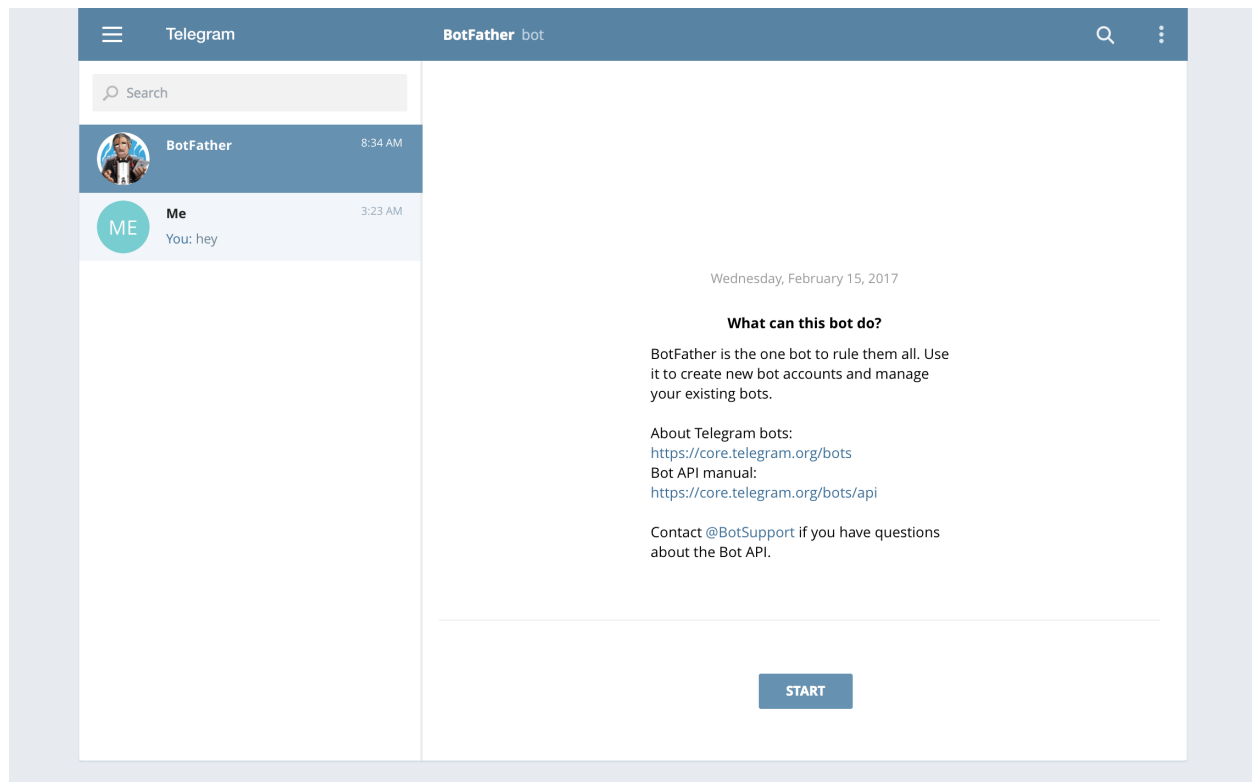 Telegram
BotFather bot
Search
BotFather 8:34 AM
ME
Me 3:23 AM
You: hey
Wednesday, February 15, 2017
What can this bot do?
BotFather is the one bot to rule them all. Use
it to create new bot accounts and manage
your existing bots.
About Telegram bots:
https://core.telegram.org/bots
Bot API manual:
https://core.telegram.org/bots/api
Contact @BotSupport if you have questions
about the Bot API.
START